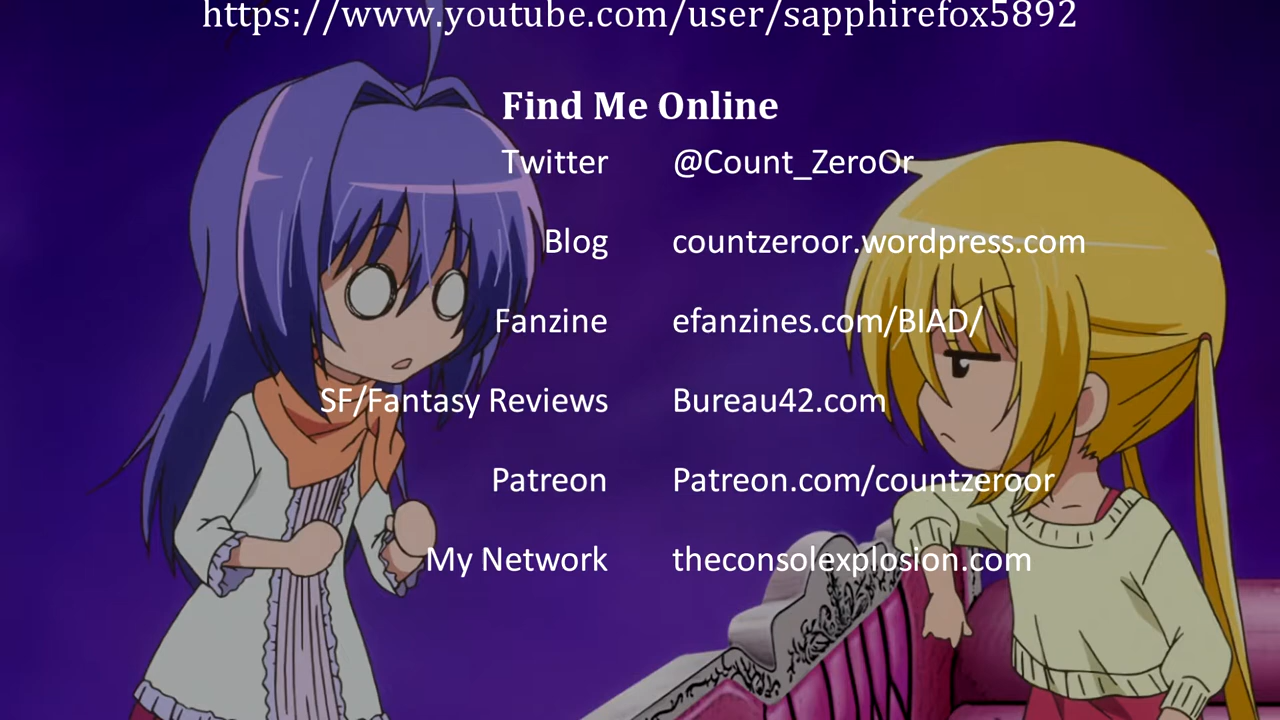 https://www.youtube.com/user/sapphirefox5892
Find Me Online
Twitter @Count_ZeroOr
Blog countzeroor.wordpress.com
Fanzine efanzines.com/BIAD/
SF/Fantasy Reviews Bureau42.com
Patreon Patreon.com/countzeroor
My Network theconsolexplosion.com